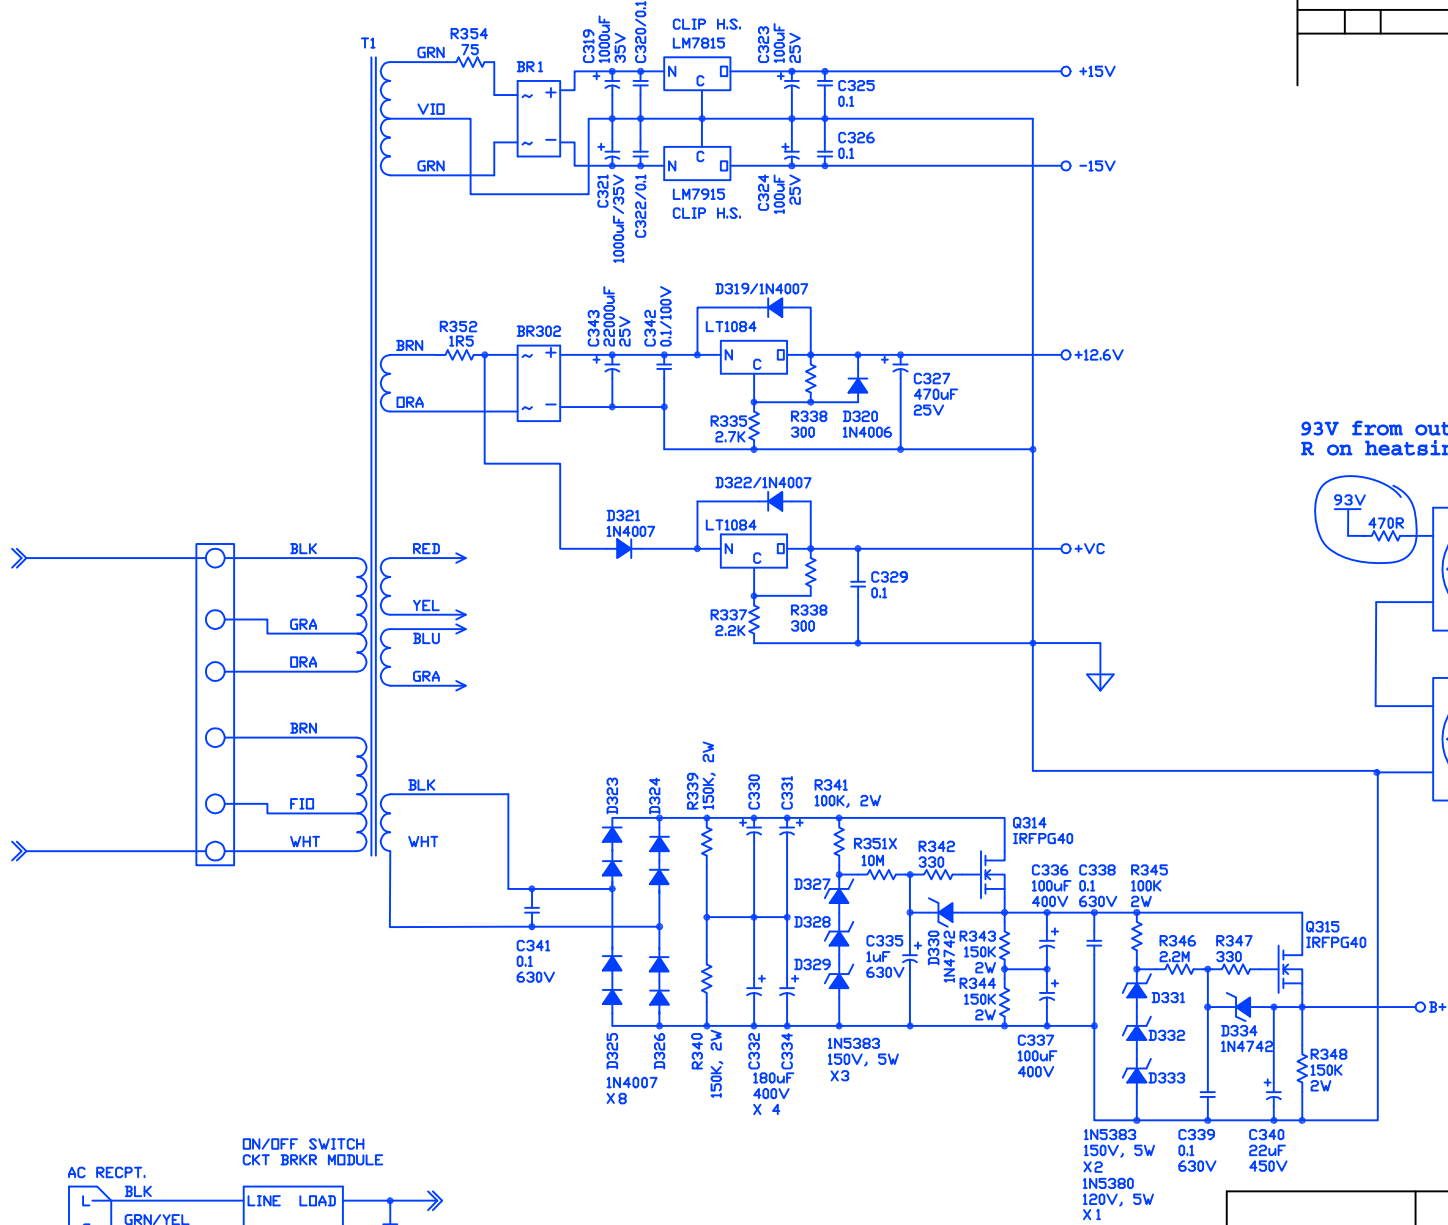 T1
R354
75
GRN
VIO
GRN
BR1
C319
1000uF
35V
C320/0.1
CLIP H.S.
LM7815
N
C
O
C323
100uF
25V
C325
0.1
+15V
C321
1000uF/35V
C322/0.1
N
C
O
LM7915
CLIP H.S.
C324
100uF
25V
C326
0.1
-15V
R352
1R5
BRN
ORA
BR302
C343
22000uF
25V
C342
0.1/100V
D319/1N4007
LT1084
N
C
O
R335
2.7K
R338
300
D320
1N4006
C327
470uF
25V
+12.6V
93V from out
R on heatsin
93V
470R
D321
1N4007
D322/1N4007
LT1084
N
C
O
R337
2.2K
R338
300
C329
0.1
+VC
BLK
GRA
ORA
BRN
FIO
WHT
RED
YEL
BLU
GRA
BLK
WHT
C341
0.1
630V
D323
D324
D325
D326
1N4007
X8
R339
150K, 2W
R340
150K, 2W
C330
C331
C332
C334
180uF
400V
X 4
R341
100K, 2W
D327
D328
D329
1N5383
150V, 5W
X3
R351X
10M
R342
330
C335
1uF
630V
D330
1N4742
Q314
IRFPG40
R343
150K
2W
R344
150K
2W
C336
100uF
400V
C337
100uF
400V
C338
0.1
630V
R345
100K
2W
D331
D332
D333
1N5383
150V, 5W
X2
1N5380
120V, 5W
X1
R346
2.2M
R347
330
D334
1N4742
Q315
IRFPG40
C339
0.1
630V
C340
22uF
450V
R348
150K
2W
B+
ON/OFF SWITCH
CKT BRKR MODULE
AC RECPT.
L
BLK
GRN/YEL
LINE LOAD